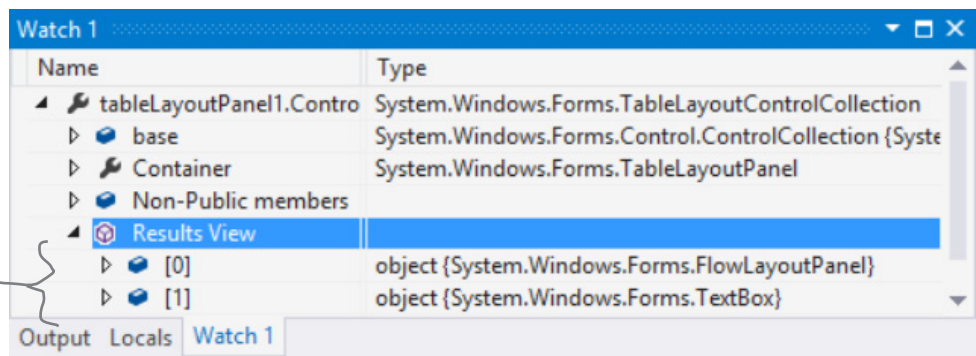 Watch 1
Name Type
tableLayoutPanel1.Contro System.Windows.Forms.TableLayoutControlCollection
base System.Windows.Forms.Control.ControlCollection {Syste
Container System.Windows.Forms.TableLayoutPanel
Non-Public members
Results View
[0] object {System.Windows.Forms.FlowLayoutPanel}
[1] object {System.Windows.Forms.TextBox}
Output Locals Watch 1